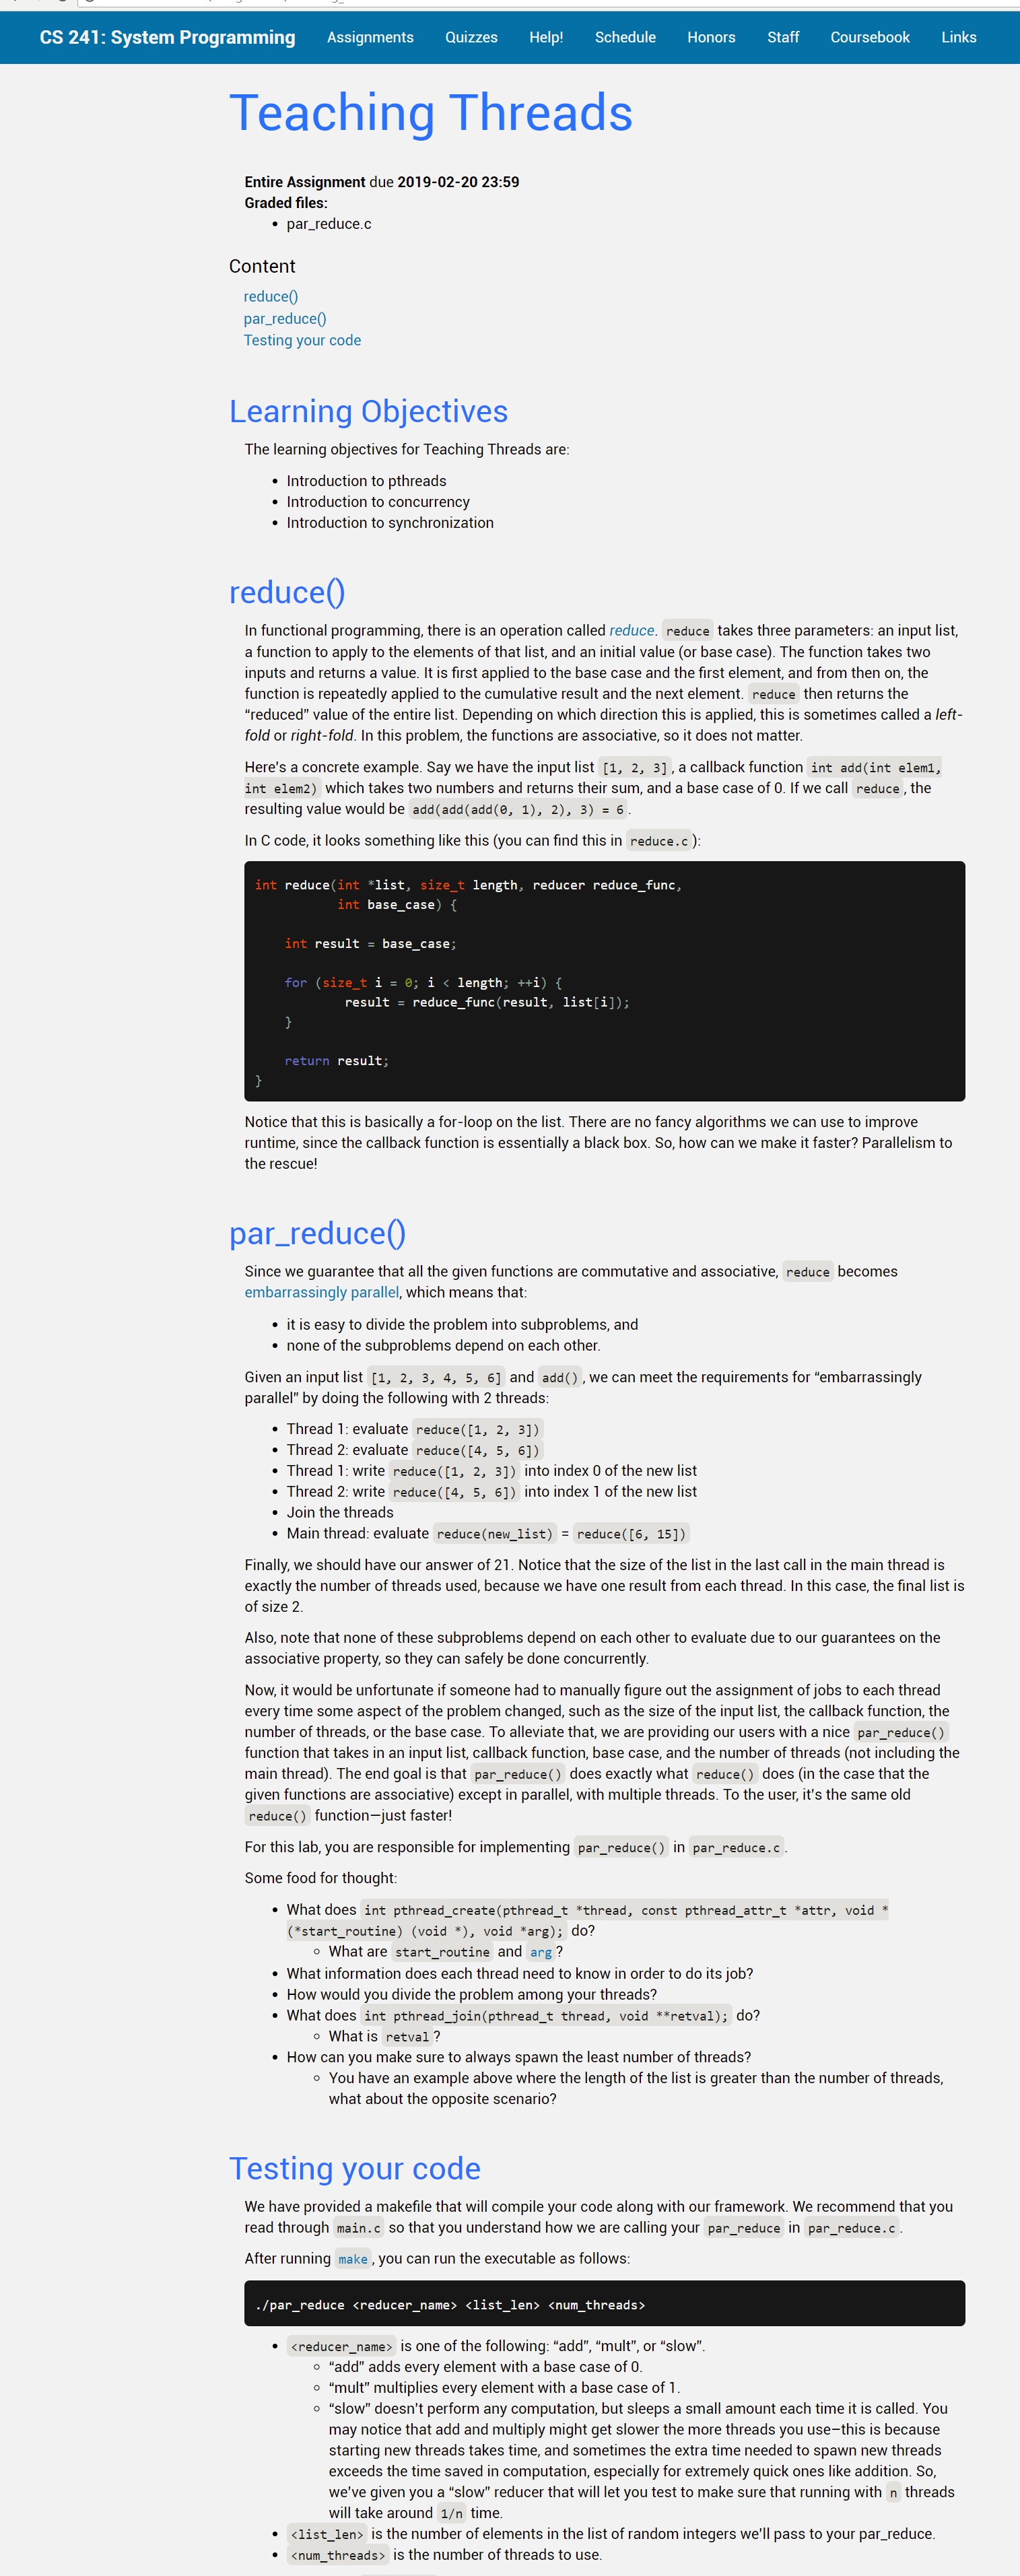 CS 241: System Programming Assignments Quizzes Help! Schedule Honors Staff Coursebook Links
Teaching Threads
Entire Assignment due 2019-02-20 23:59
Graded files:
• par_reduce.c
Content
reduce()
par_reduce()
Testing your code
Learning Objectives
The learning objectives for Teaching Threads are:
• Introduction to pthreads
• Introduction to concurrency
• Introduction to synchronization
reduce()
In functional programming, there is an operation called reduce. reduce takes three parameters: an input list,
a function to apply to the elements of that list, and an initial value (or base case). The function takes two
inputs and returns a value. It is first applied to the base case and the first element, and from then on, the
function is repeatedly applied to the cumulative result and the next element. reduce then returns the
“reduced” value of the entire list. Depending on which direction this is applied, this is sometimes called a left-
fold or right-fold. In this problem, the functions are associative, so it does not matter.
Here’s a concrete example. Say we have the input list [1, 2, 3], a callback function int add(int elem1,
int elem2) which takes two numbers and returns their sum, and a base case of 0. If we call reduce, the
resulting value would be add(add(add(0, 1), 2), 3) = 6.
In C code, it looks something like this (you can find this in reduce.c):
int reduce(int *list, size_t length, reducer reduce_func,
int base_case) {
int result = base_case;
for (size_t i = 0; i < length; ++i) {
result = reduce_func(result, list[i]);
}
return result;
}
Notice that this is basically a for-loop on the list. There are no fancy algorithms we can use to improve
runtime, since the callback function is essentially a black box. So, how can we make it faster? Parallelism to
the rescue!
par_reduce()
Since we guarantee that all the given functions are commutative and associative, reduce becomes
embarrassingly parallel, which means that:
• it is easy to divide the problem into subproblems, and
• none of the subproblems depend on each other.
Given an input list [1, 2, 3, 4, 5, 6] and add(), we can meet the requirements for “embarrassingly
parallel” by doing the following with 2 threads:
• Thread 1: evaluate reduce([1, 2, 3])
• Thread 2: evaluate reduce([4, 5, 6])
• Thread 1: write reduce([1, 2, 3]) into index 0 of the new list
• Thread 2: write reduce([4, 5, 6]) into index 1 of the new list
• Join the threads
• Main thread: evaluate reduce(new_list) = reduce([6, 15])
Finally, we should have our answer of 21. Notice that the size of the list in the last call in the main thread is
exactly the number of threads used, because we have one result from each thread. In this case, the final list is
of size 2.
Also, note that none of these subproblems depend on each other to evaluate due to our guarantees on the
associative property, so they can safely be done concurrently.
Now, it would be unfortunate if someone had to manually figure out the assignment of jobs to each thread
every time some aspect of the problem changed, such as the size of the input list, the callback function, the
number of threads, or the base case. To alleviate that, we are providing our users with a nice par_reduce()
function that takes in an input list, callback function, base case, and the number of threads (not including the
main thread). The end goal is that par_reduce() does exactly what reduce() does (in the case that the
given functions are associative) except in parallel, with multiple threads. To the user, it’s the same old
reduce() function—just faster!
For this lab, you are responsible for implementing par_reduce() in par_reduce.c.
Some food for thought:
• What does int pthread_create(pthread_t *thread, const pthread_attr_t *attr, void *
(*start_routine) (void *), void *arg); do?
◦ What are start_routine and arg?
• What information does each thread need to know in order to do its job?
• How would you divide the problem among your threads?
• What does int pthread_join(pthread_t thread, void **retval); do?
◦ What is retval?
• How can you make sure to always spawn the least number of threads?
◦ You have an example above where the length of the list is greater than the number of threads,
what about the opposite scenario?
Testing your code
We have provided a makefile that will compile your code along with our framework. We recommend that you
read through main.c so that you understand how we are calling your par_reduce in par_reduce.c.
After running make, you can run the executable as follows:
./par_reduce <reducer_name> <list_len> <num_threads>
• <reducer_name> is one of the following: “add”, “mult”, or “slow”.
◦ “add” adds every element with a base case of 0.
◦ “mult” multiplies every element with a base case of 1.
◦ “slow” doesn’t perform any computation, but sleeps a small amount each time it is called. You
may notice that add and multiply might get slower the more threads you use–this is because
starting new threads takes time, and sometimes the extra time needed to spawn new threads
exceeds the time saved in computation, especially for extremely quick ones like addition. So,
we’ve given you a “slow” reducer that will let you test to make sure that running with n threads
will take around 1/n time.
• <list_len> is the number of elements in the list of random integers we’ll pass to your par_reduce.
• <num_threads> is the number of threads to use.